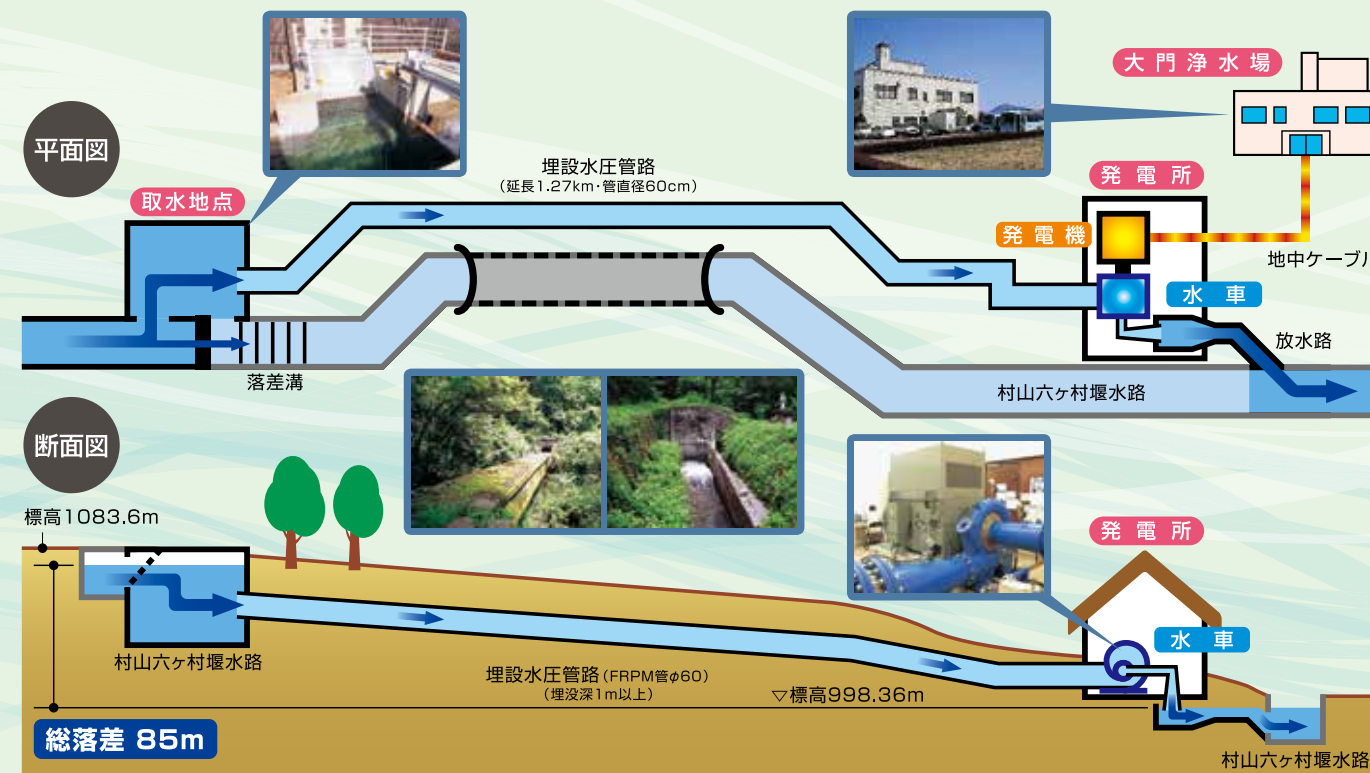 平面図
取水地点
埋設水圧管路
(延長1.27km・管直径60cm)
大門浄水場
発電所
発電機
地中ケーブル
水車
放水路
落差溝
村山六ヶ村堰水路
断面図
標高1083.6m
発電所
水車
村山六ヶ村堰水路
埋設水圧管路(FRPM管φ60)
(埋没深1m以上)
▽標高998.36m
総落差 85m
村山六ヶ村堰水路